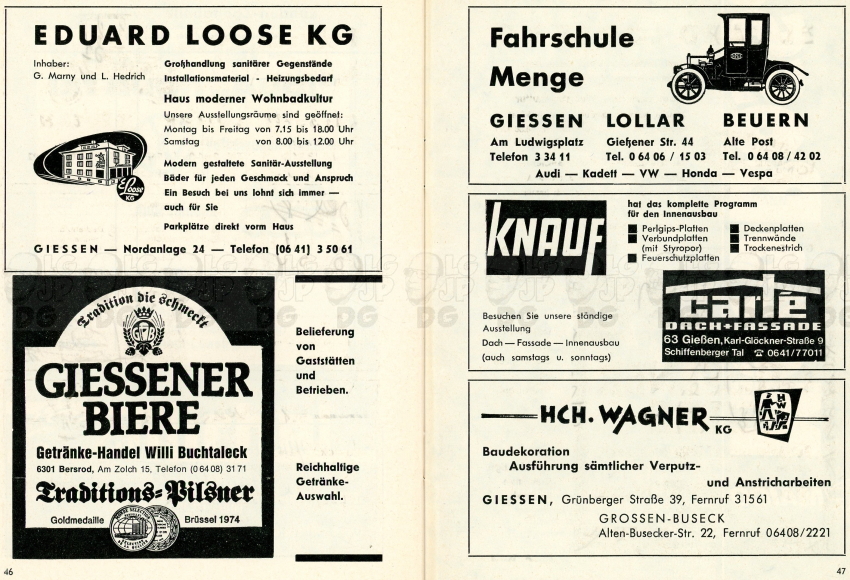 EDUARD LOOSE KG
Inhaber:
G. Marny und L. Hedrich
Großhandlung sanitärer Gegenstände
Installationsmaterial - Heizungsbedarf
Haus moderner Wohnbadkultur
Unsere Ausstellungsräume sind geöffnet:
Montag bis Freitag von 7.15 bis 18.00 Uhr
Samstag von 8.00 bis 12.00 Uhr
E. Loose
KG
Modern gestaltete Sanitär-Ausstellung
Bäder für jeden Geschmack und Anspruch
Ein Besuch bei uns lohnt sich immer —
auch für Sie
Parkplätze direkt vorm Haus
GIESSEN — Nordanlage 24 — Telefon (06 41) 3 50 61
Tradition die schmeckt
GPB
GIESSENER
BIERE
Getränke-Handel Willi Buchtaleck
6301 Bersrod, Am Zolch 15, Telefon (0 64 08) 31 71
Traditions-Pilsner
Goldmedaille Brüssel 1974
Belieferung
von
Gaststätten
und
Betrieben.
Reichhaltige
Getränke-
Auswahl.
46
Fahrschule
Menge
GIESSEN LOLLAR BEUERN
Am Ludwigsplatz Gießener Str. 44 Alte Post
Telefon 3 34 11 Tel. 0 64 06 / 15 03 Tel. 0 64 08 / 42 02
Audi — Kadett — VW — Honda — Vespa
KNAUF
hat das komplette Programm
für den Innenausbau
Perlgips-Platten
Verbundplatten
(mit Styropor)
Feuerschutzplatten
Deckenplatten
Trennwände
Trockenestrich
Besuchen Sie unsere ständige
Ausstellung
Dach — Fassade — Innenausbau
(auch samstags u. sonntags)
carlé
DACH+FASSADE
63 Gießen, Karl-Glöckner-Straße 9
Schiffenberger Tal ☎ 0641/77011
HCH. WAGNER KG
H
W
Baudekoration
Ausführung sämtlicher Verputz-
und Anstricharbeiten
GIESSEN, Grünberger Straße 39, Fernruf 31561
GROSSEN-BUSECK
Alten-Busecker-Str. 22, Fernruf 06408/2221
47
LG
JP
DG